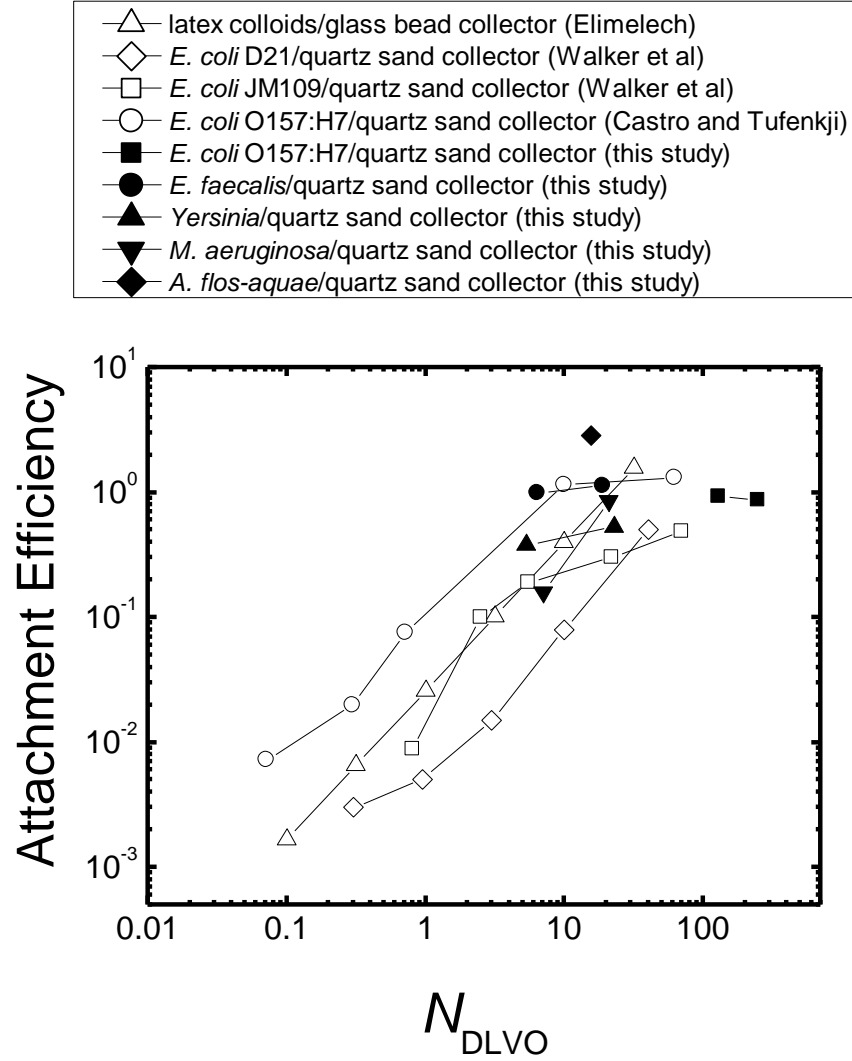 latex colloids/glass bead collector (Elimelech)
E. coli D21/quartz sand collector (Walker et al)
E. coli JM109/quartz sand collector (Walker et al)
E. coli O157:H7/quartz sand collector (Castro and Tufenkji)
E. coli O157:H7/quartz sand collector (this study)
E. faecalis/quartz sand collector (this study)
Yersinia/quartz sand collector (this study)
M. aeruginosa/quartz sand collector (this study)
A. flos-aquae/quartz sand collector (this study)
Attachment Efficiency
10^1
10^0
10^-1
10^-2
10^-3
0.01 0.1 1 10 100
N_DLVO